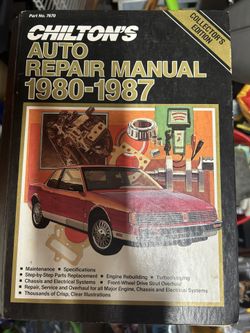 Part No. 7670
CHILTON'S
COLLECTOR'S
EDITION
AUTO
REPAIR MANUAL
1980-1987
• Maintenance • Specifications
• Step-by-Step Parts Replacement • Engine Rebuilding • Turbocharging
• Chassis and Electrical Systems • Front-Wheel Drive Strut Overhaul
• Repair, Service and Overhaul for all Major Engine, Chassis and Electrical Systems
• Thousands of Crisp, Clear Illustrations